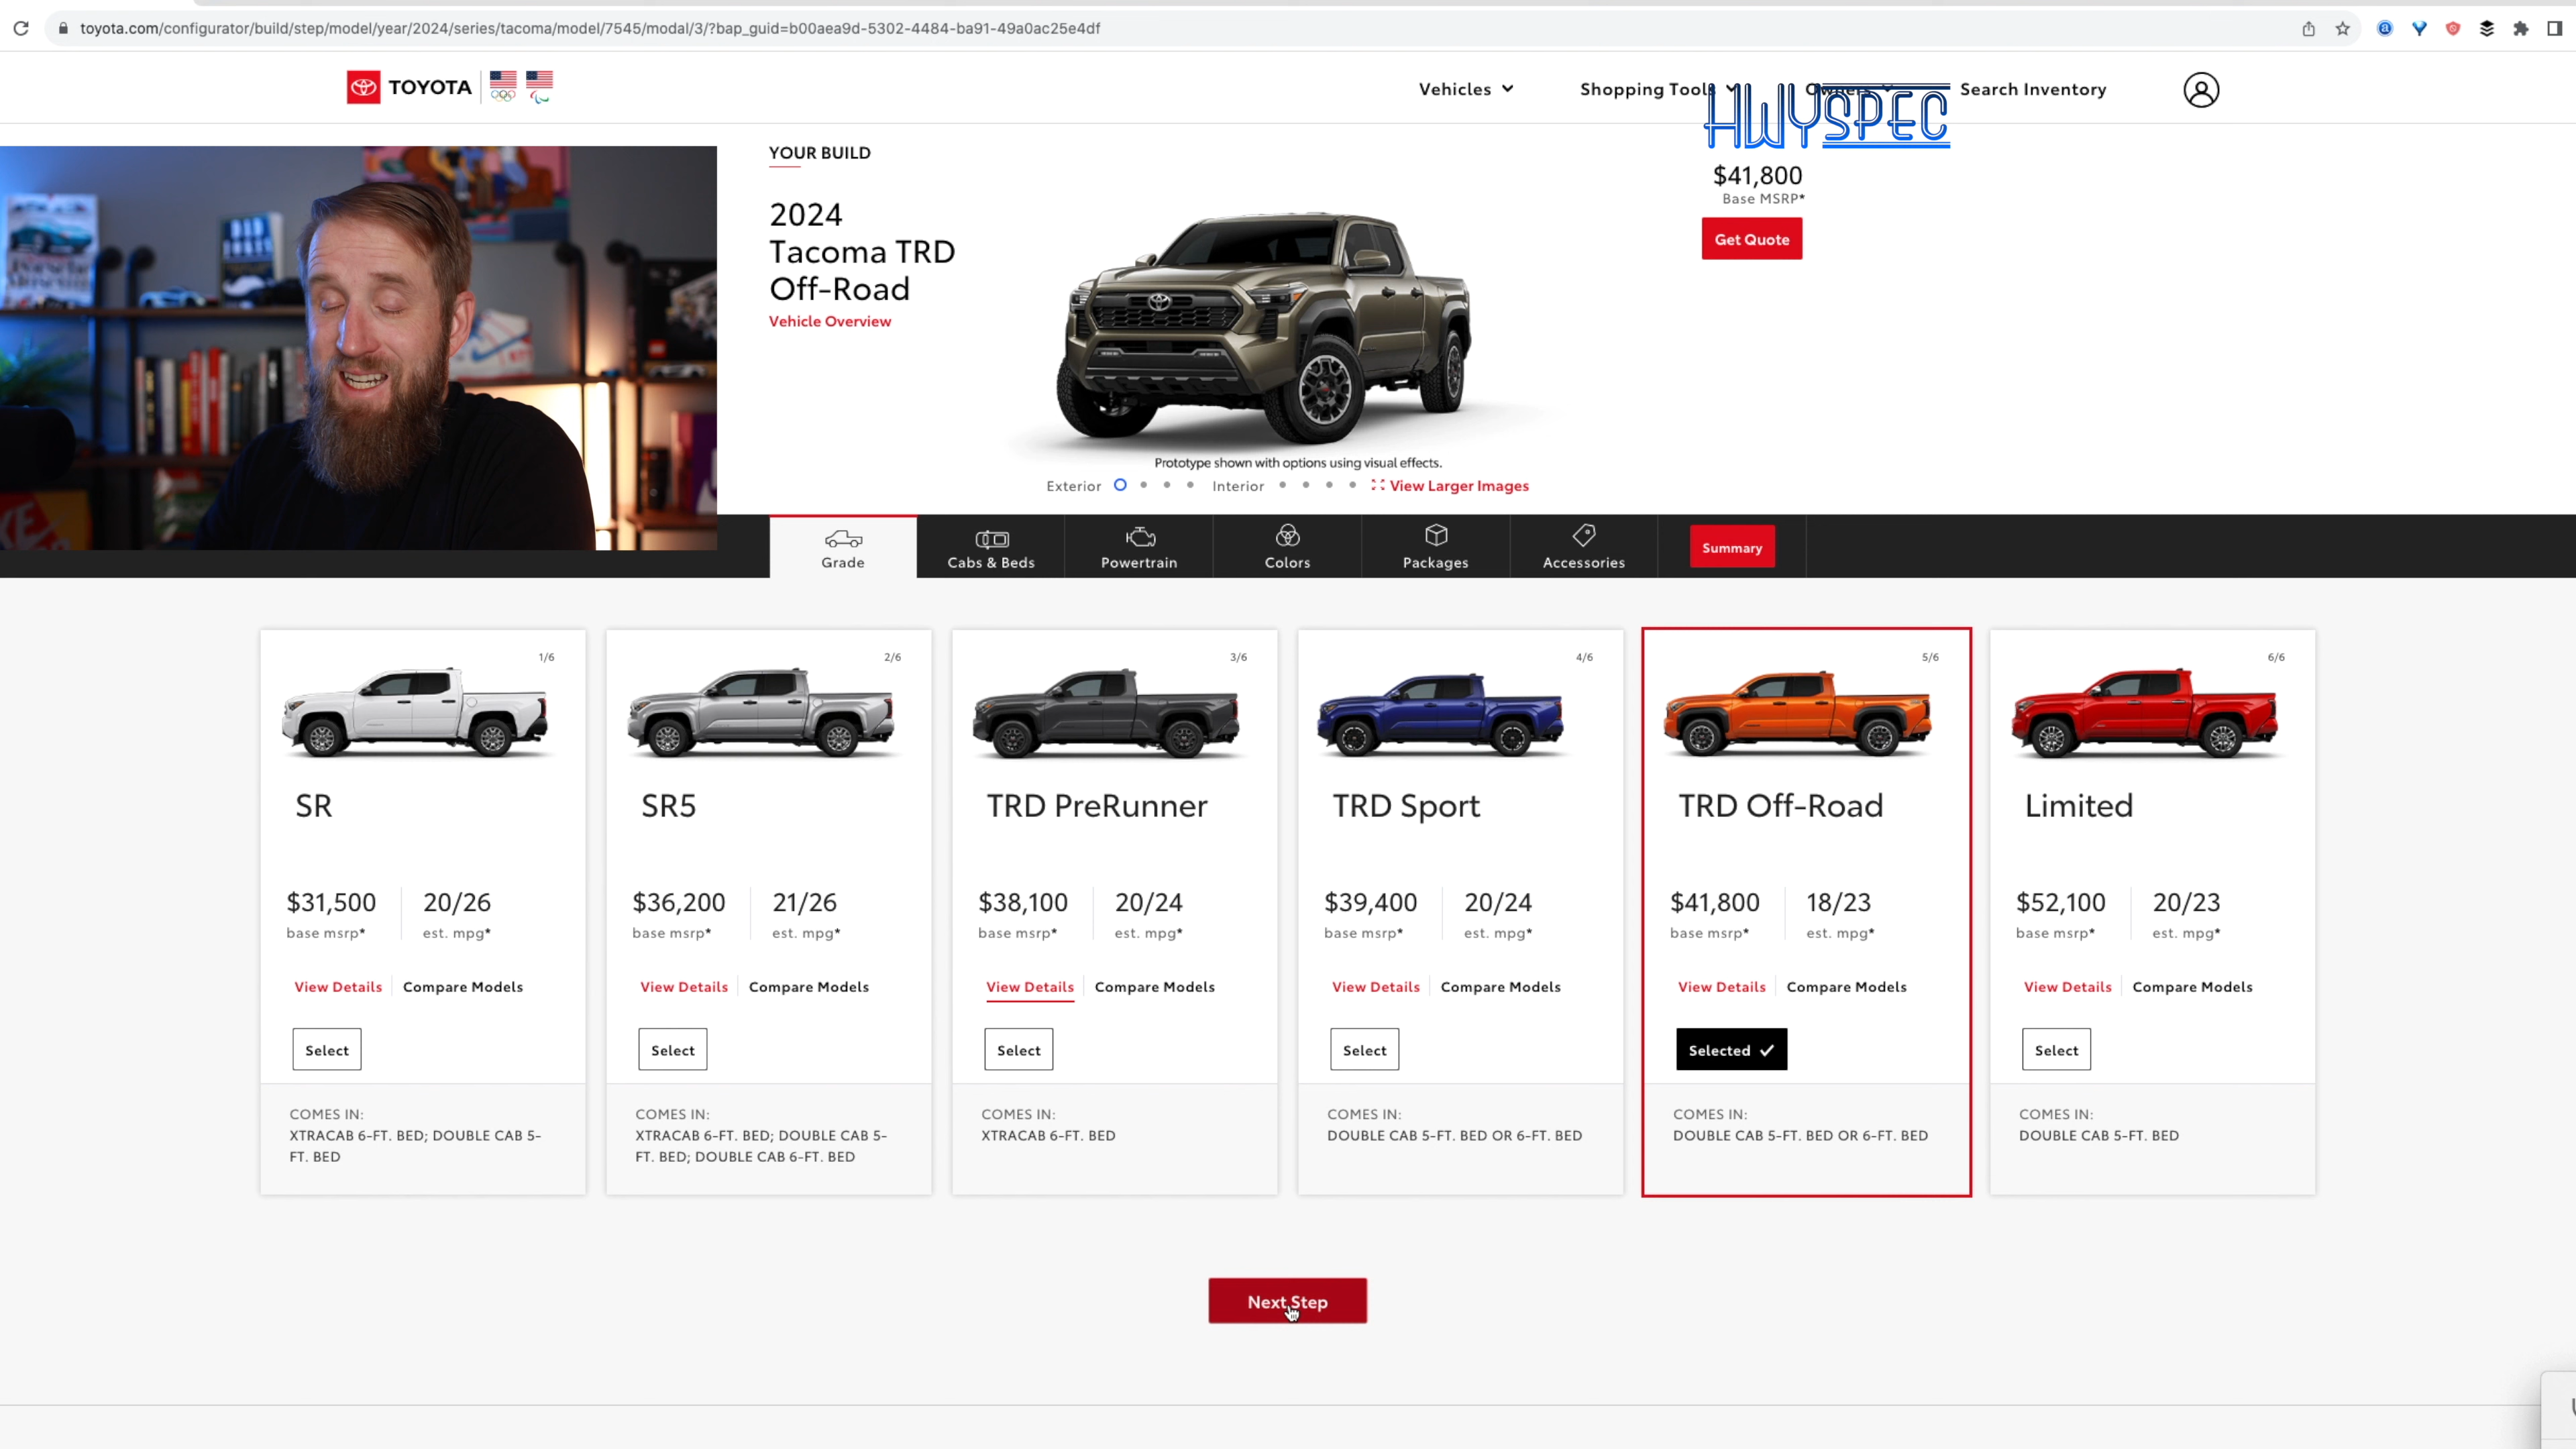 toyota.com/configurator/build/step/model/year/2024/series/tacoma/model/7545/modal/3/?bap_guid=b00aea9d-5302-4484-ba91-49a0ac25e4df
TOYOTA
Vehicles
Shopping Tools
Owners
Search Inventory
HWYSPEC
YOUR BUILD
2024
Tacoma TRD
Off-Road
Vehicle Overview
$41,800
Base MSRP*
Get Quote
Prototype shown with options using visual effects.
Exterior
Interior
View Larger Images
Grade
Cabs & Beds
Powertrain
Colors
Packages
Accessories
Summary
1/6
SR
$31,500
base msrp*
20/26
est. mpg*
View Details
Compare Models
Select
COMES IN:
XTRACAB 6-FT. BED; DOUBLE CAB 5-
FT. BED
2/6
SR5
$36,200
base msrp*
21/26
est. mpg*
View Details
Compare Models
Select
COMES IN:
XTRACAB 6-FT. BED; DOUBLE CAB 5-
FT. BED; DOUBLE CAB 6-FT. BED
3/6
TRD PreRunner
$38,100
base msrp*
20/24
est. mpg*
View Details
Compare Models
Select
COMES IN:
XTRACAB 6-FT. BED
4/6
TRD Sport
$39,400
base msrp*
20/24
est. mpg*
View Details
Compare Models
Select
COMES IN:
DOUBLE CAB 5-FT. BED OR 6-FT. BED
5/6
TRD Off-Road
$41,800
base msrp*
18/23
est. mpg*
View Details
Compare Models
Selected
COMES IN:
DOUBLE CAB 5-FT. BED OR 6-FT. BED
6/6
Limited
$52,100
base msrp*
20/23
est. mpg*
View Details
Compare Models
Select
COMES IN:
DOUBLE CAB 5-FT. BED
Next Step